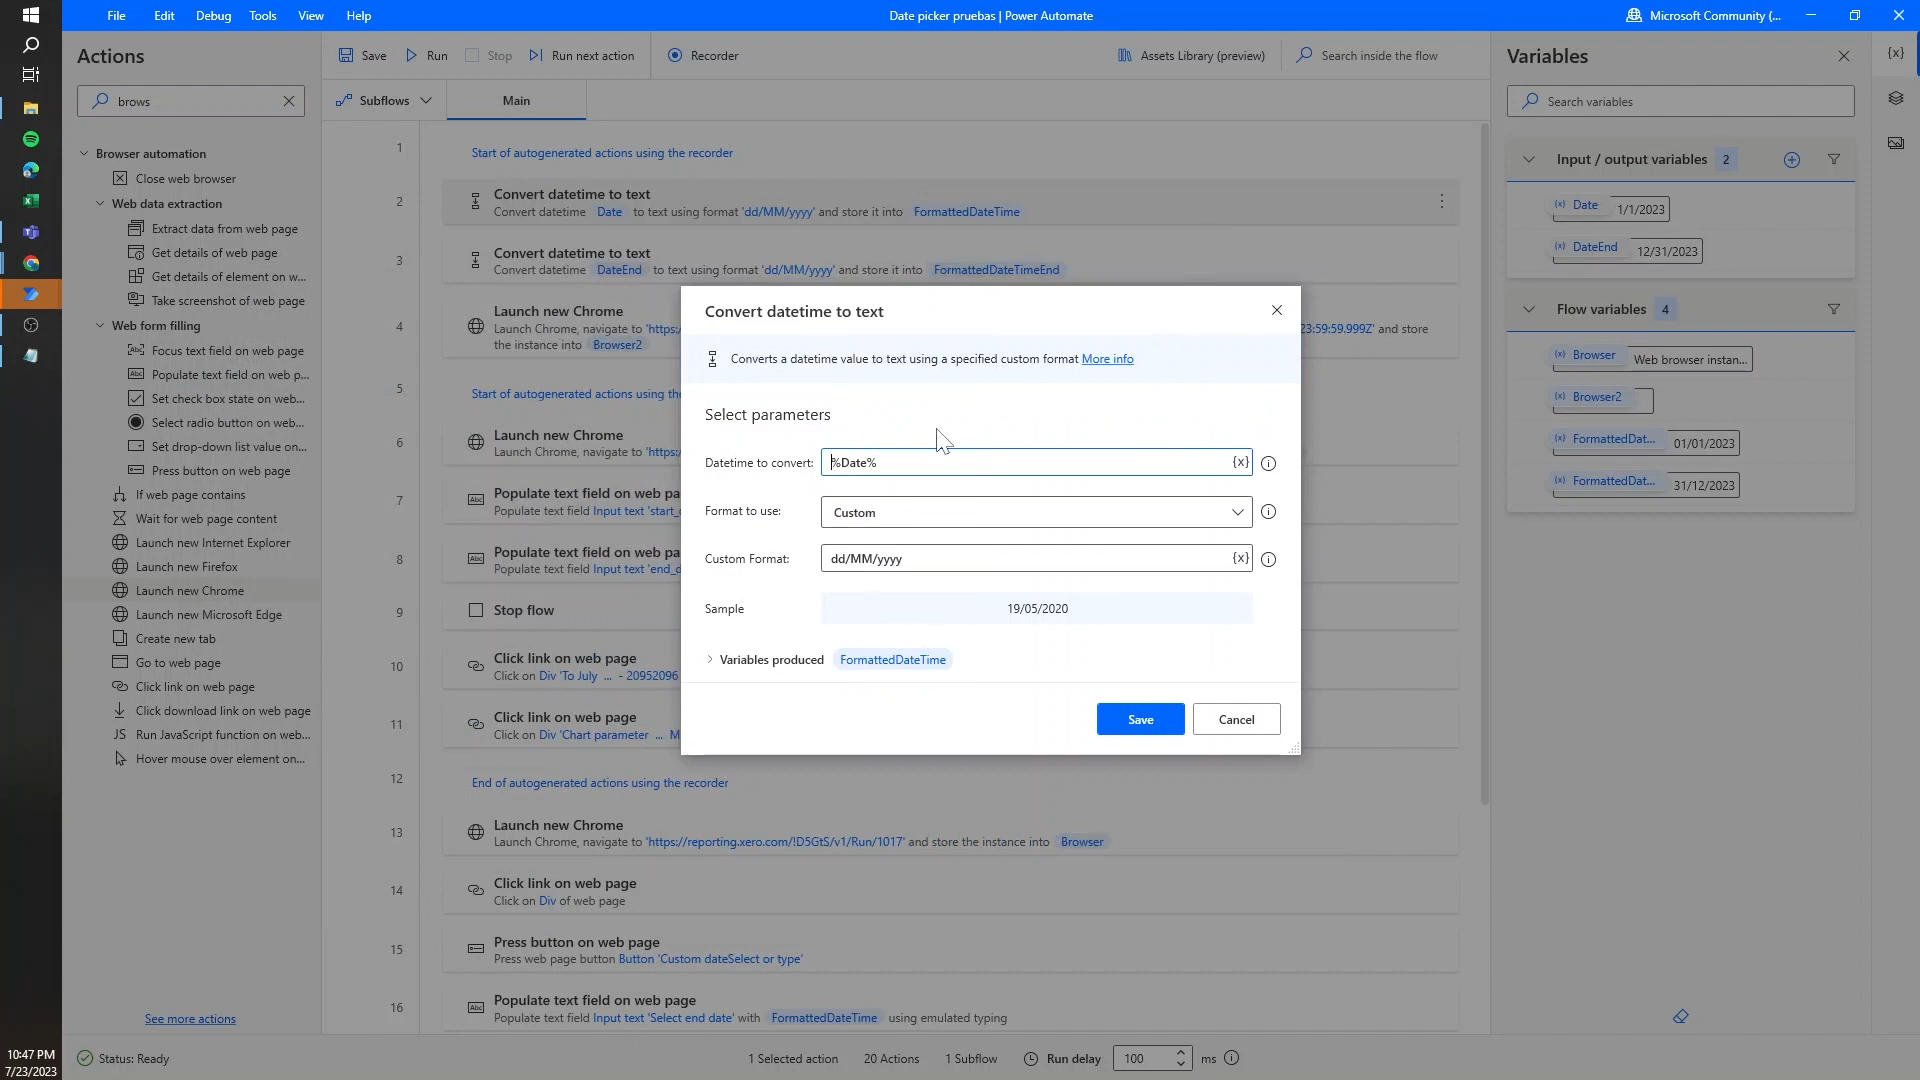 File Edit Debug Tools View Help
Date picker pruebas | Power Automate
Microsoft Community (...
Actions
brows
Browser automation
Close web browser
Web data extraction
Extract data from web page
Get details of web page
Get details of element on w...
Take screenshot of web page
Web form filling
Focus text field on web page
Populate text field on web p...
Set check box state on web...
Select radio button on web...
Set drop-down list value on...
Press button on web page
If web page contains
Wait for web page content
Launch new Internet Explorer
Launch new Firefox
Launch new Chrome
Launch new Microsoft Edge
Create new tab
Go to web page
Click link on web page
Click download link on web page
JS Run JavaScript function on web...
Hover mouse over element on...
See more actions
Save Run Stop Run next action Recorder
Assets Library (preview) Search inside the flow
Subflows Main
1 Start of autogenerated actions using the recorder
2 Convert datetime to text
Convert datetime Date to text using format 'dd/MM/yyyy' and store it into FormattedDateTime
3 Convert datetime to text
Convert datetime DateEnd to text using format 'dd/MM/yyyy' and store it into FormattedDateTimeEnd
4 Launch new Chrome
Launch Chrome, navigate to 'https:/ 23:59:59.999Z' and store
the instance into Browser2
5 Start of autogenerated actions using the
6 Launch new Chrome
Launch Chrome, navigate to 'https:/
7 Populate text field on web pa
Populate text field Input text 'start_
8 Populate text field on web pa
Populate text field Input text 'end_d
9 Stop flow
10 Click link on web page
Click on Div 'To July ... - 20952096
11 Click link on web page
Click on Div 'Chart parameter ... M
12 End of autogenerated actions using the recorder
13 Launch new Chrome
Launch Chrome, navigate to 'https://reporting.xero.com/!D5GtS/v1/Run/1017' and store the instance into Browser
14 Click link on web page
Click on Div of web page
15 Press button on web page
Press web page button Button 'Custom dateSelect or type'
16 Populate text field on web page
Populate text field Input text 'Select end date' with FormattedDateTime using emulated typing
Convert datetime to text
Converts a datetime value to text using a specified custom format More info
Select parameters
Datetime to convert: %Date% {x}
Format to use: Custom
Custom Format: dd/MM/yyyy {x}
Sample 19/05/2020
Variables produced FormattedDateTime
Save Cancel
Variables
{x}
Search variables
Input / output variables 2
(x) Date 1/1/2023
(x) DateEnd 12/31/2023
Flow variables 4
(x) Browser Web browser instan...
(x) Browser2
(x) FormattedDat... 01/01/2023
(x) FormattedDat... 31/12/2023
Status: Ready
1 Selected action 20 Actions 1 Subflow Run delay 100 ms
10:47 PM
7/23/2023